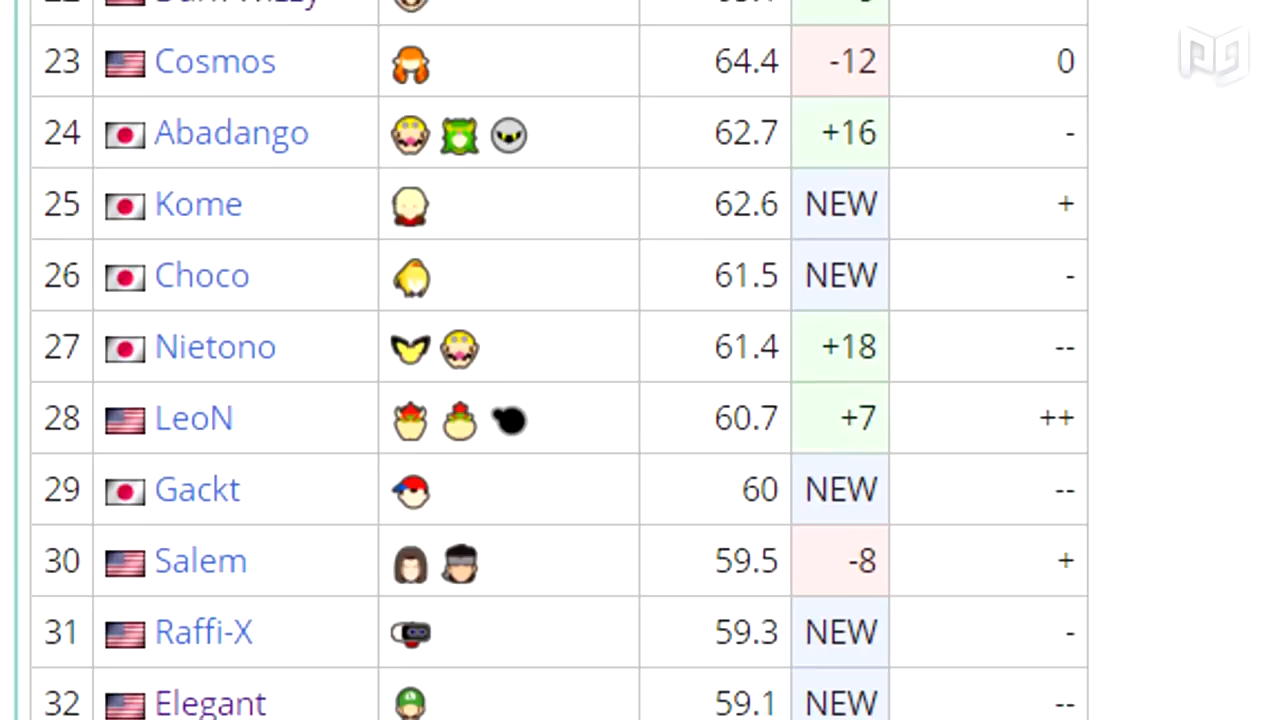 23 Cosmos 64.4 -12 0
24 Abadango 62.7 +16 -
25 Kome 62.6 NEW +
26 Choco 61.5 NEW -
27 Nietono 61.4 +18 --
28 LeoN 60.7 +7 ++
29 Gackt 60 NEW --
30 Salem 59.5 -8 +
31 Raffi-X 59.3 NEW -
32 Elegant 59.1 NEW --